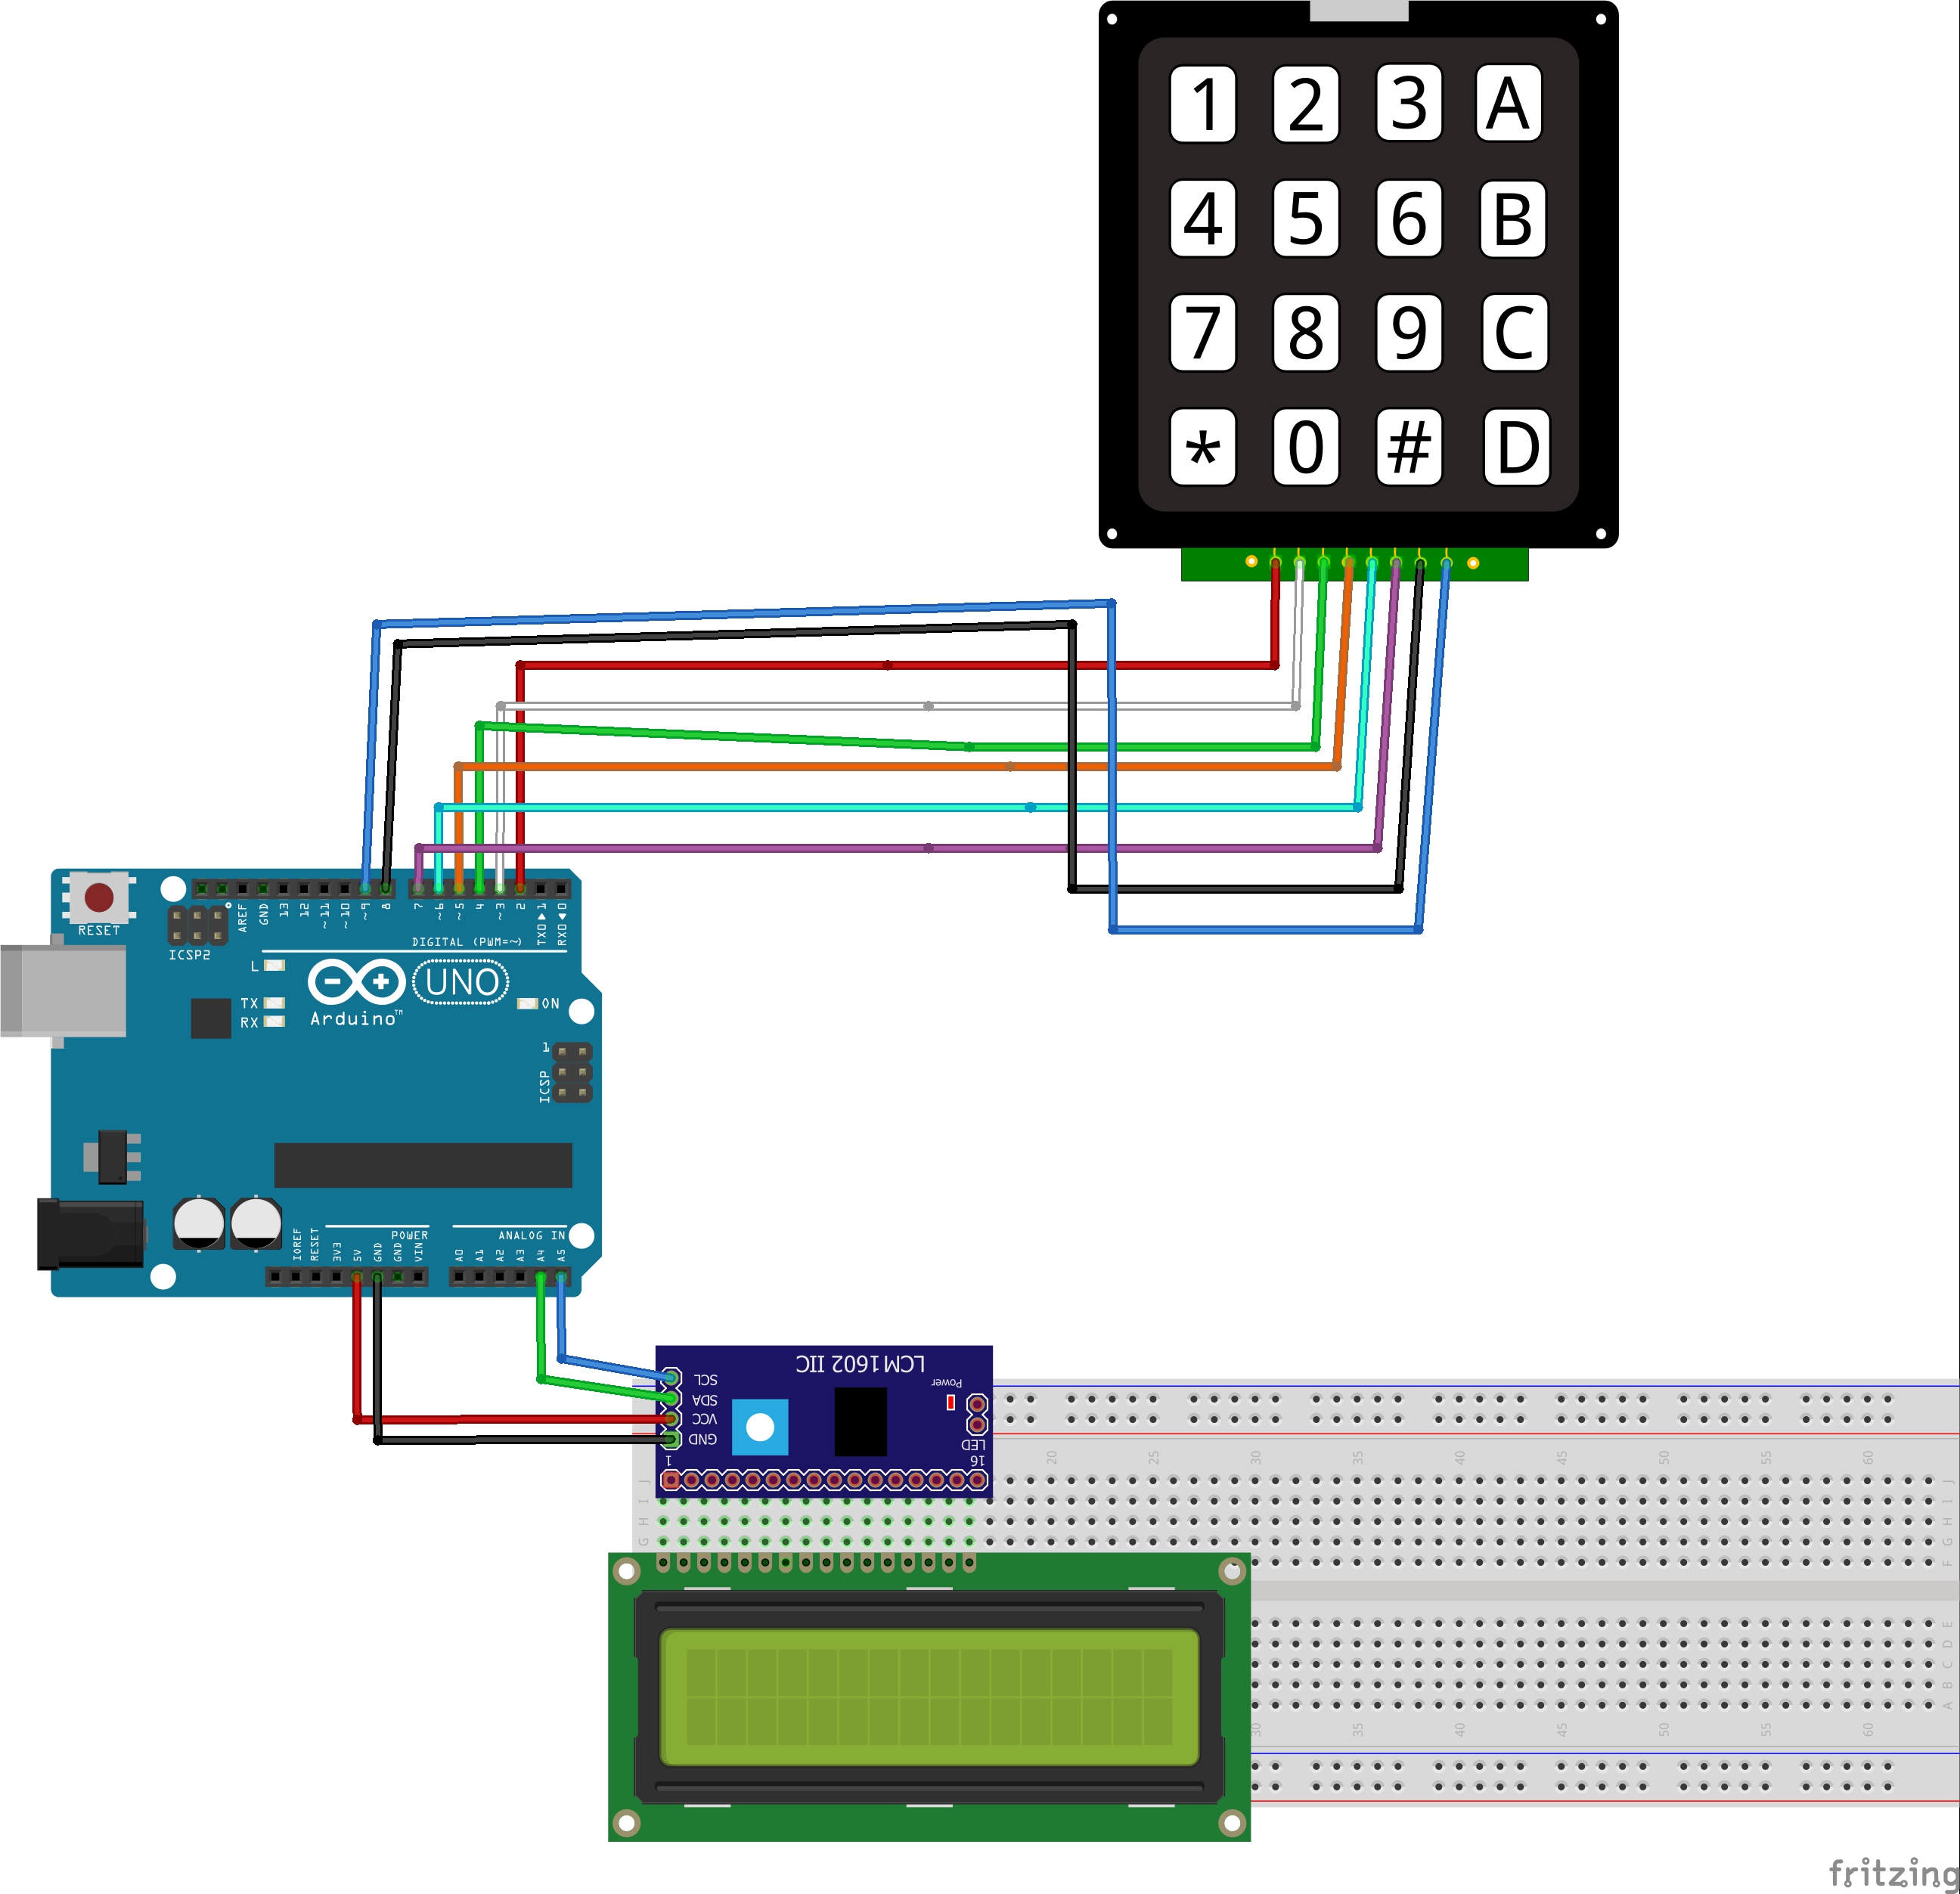 1 2 3 A
4 5 6 B
7 8 9 C
* 0 # D
RESET
ICSP2
AREF
GND
13
12
~11
~10
~9
8
7
~6
~5
4
~3
2
TX0 ▶ 1
RX0 ◀ 0
DIGITAL (PWM=~)
L
TX
RX
Arduino™
UNO
ON
1
ICSP
POWER
ANALOG IN
IOREF
RESET
3V3
5V
GND
GND
VIN
A0
A1
A2
A3
A4
A5
LCM1602 IIC
SCL
SDA
VCC
GND
Power
LED
1
16
20 25 30 35 40 45 50 55 60
J
I
H
G
J
I
H
G
F
E
D
C
B
A
30 35 40 45 50 55 60
fritzing